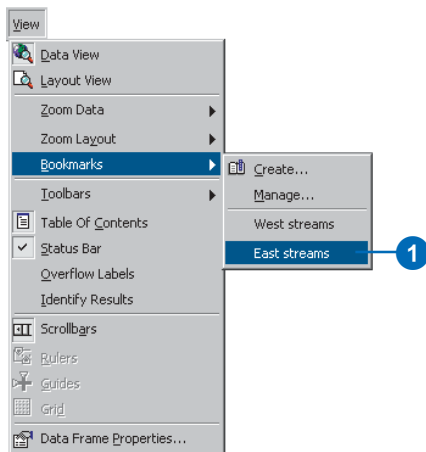 View
Data View
Layout View
Zoom Data
Zoom Layout
Bookmarks
Create...
Manage...
West streams
East streams
1
Toolbars
Table Of Contents
Status Bar
Overflow Labels
Identify Results
Scrollbars
Rulers
Guides
Grid
Data Frame Properties...